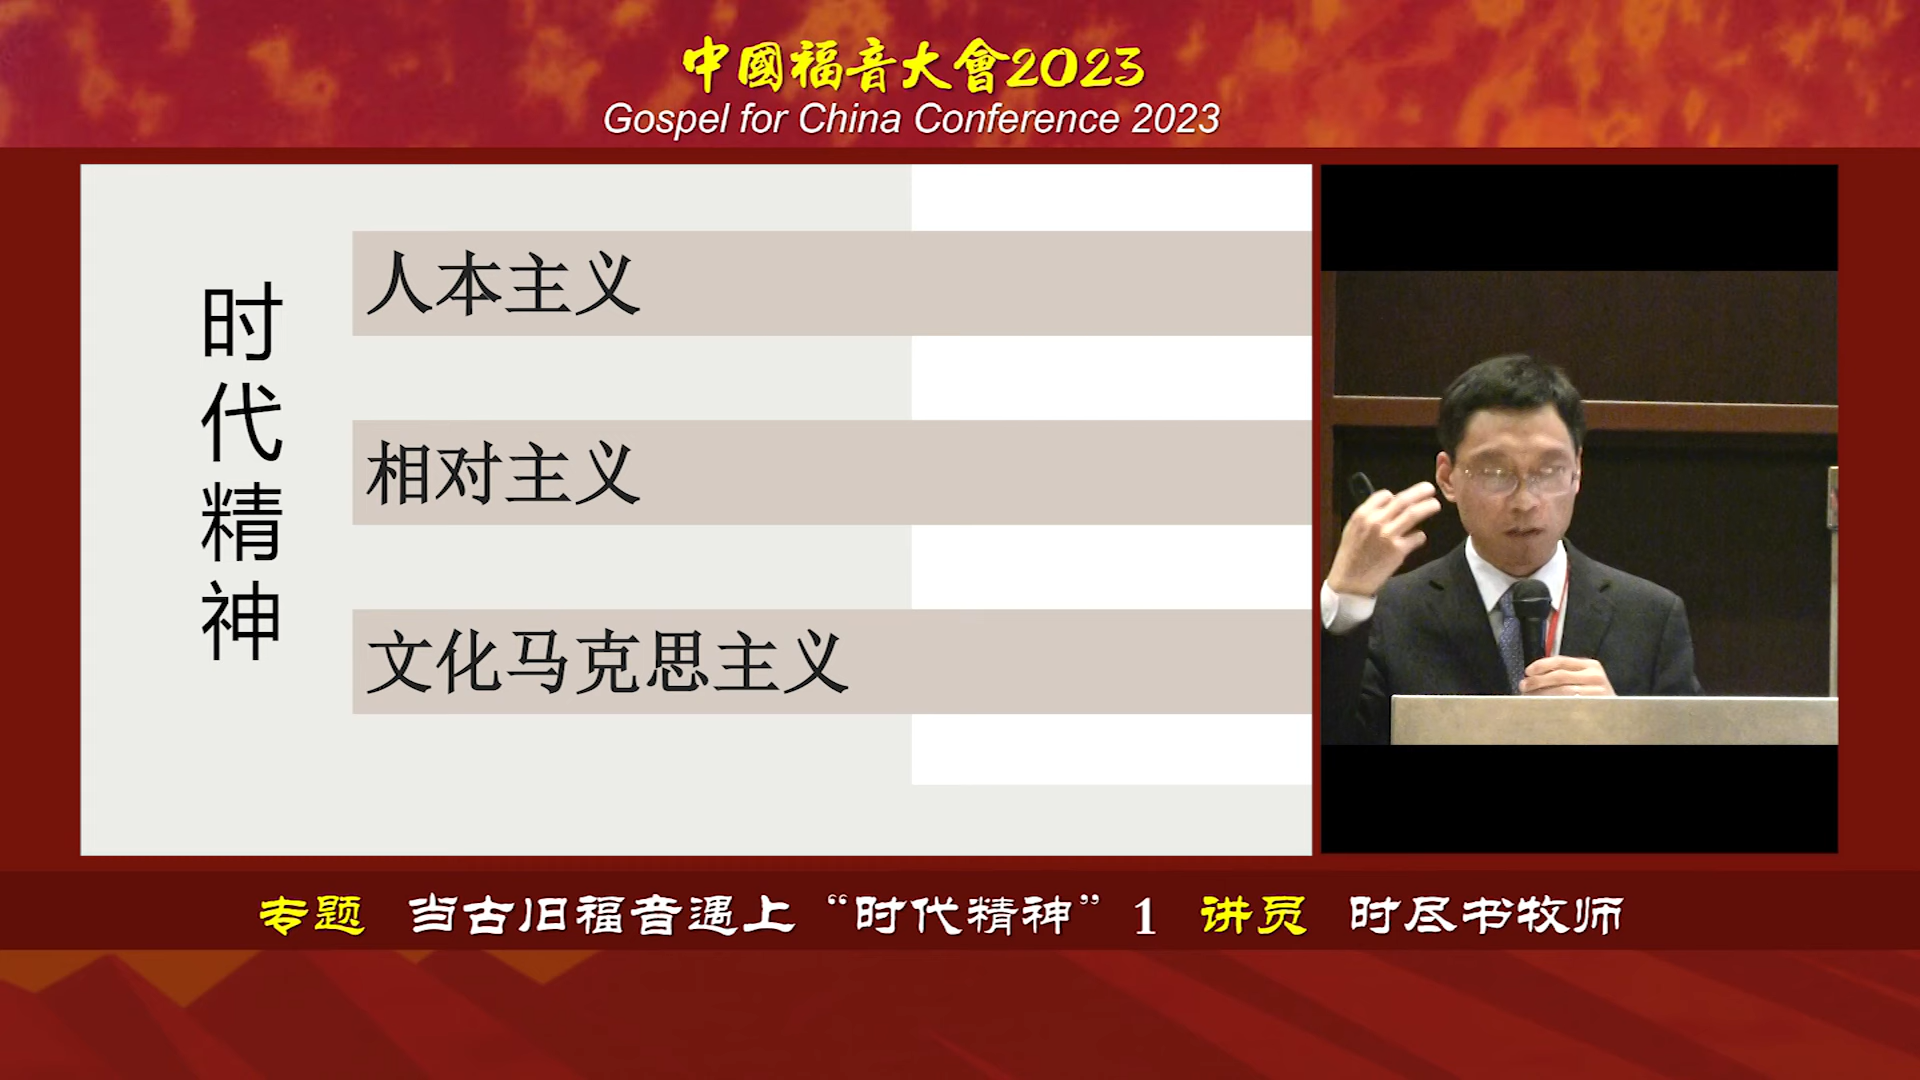 中國福音大會2023
Gospel for China Conference 2023
时代精神
人本主义
相对主义
文化马克思主义
专题 当古旧福音遇上“时代精神”1 讲员 时尽书牧师